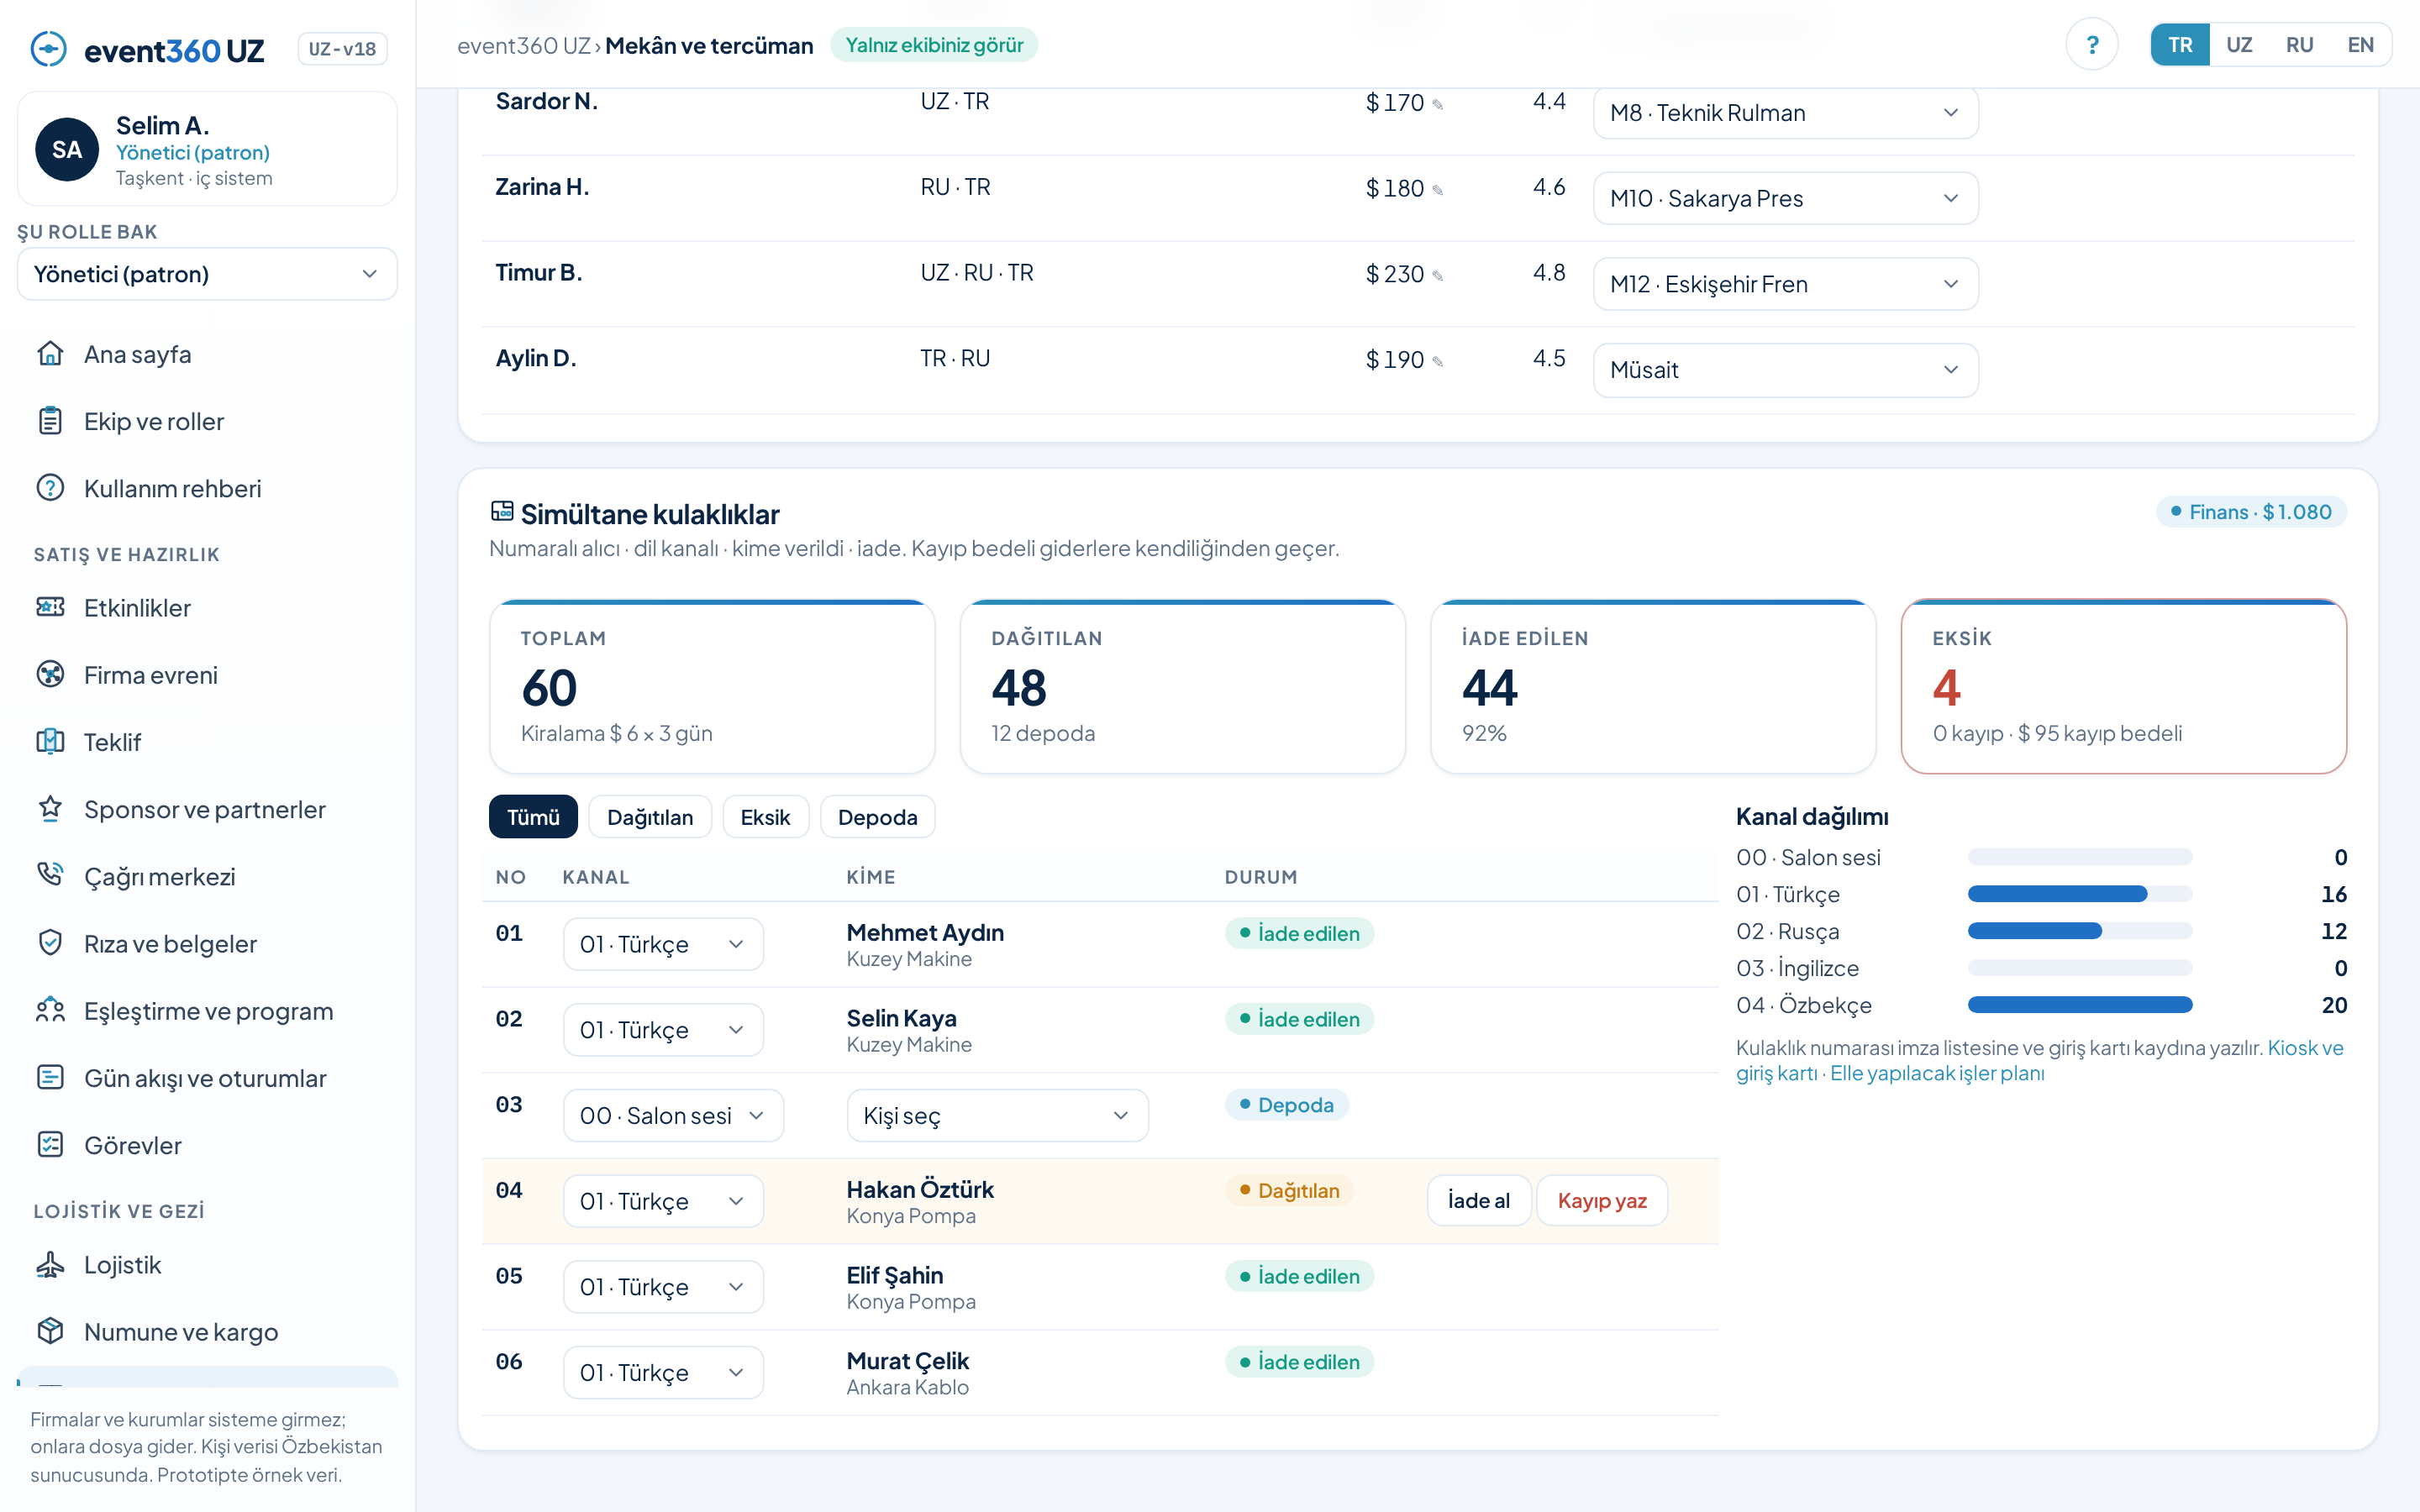 event360 UZ
UZ-v18
SA
Selim A.
Yönetici (patron)
Taşkent · iç sistem
ŞU ROLLE BAK
Yönetici (patron)
Ana sayfa
Ekip ve roller
Kullanım rehberi
SATIŞ VE HAZIRLIK
Etkinlikler
Firma evreni
Teklif
Sponsor ve partnerler
Çağrı merkezi
Rıza ve belgeler
Eşleştirme ve program
Gün akışı ve oturumlar
Görevler
LOJİSTİK VE GEZİ
Lojistik
Numune ve kargo
Firmalar ve kurumlar sisteme girmez;
onlara dosya gider. Kişi verisi Özbekistan
sunucusunda. Prototipte örnek veri.
event360 UZ › Mekân ve tercüman
Yalnız ekibiniz görür
?
TR UZ RU EN
Sardor N. UZ · TR $ 170 ✎ 4.4 M8 · Teknik Rulman
Zarina H. RU · TR $ 180 ✎ 4.6 M10 · Sakarya Pres
Timur B. UZ · RU · TR $ 230 ✎ 4.8 M12 · Eskişehir Fren
Aylin D. TR · RU $ 190 ✎ 4.5 Müsait
Simültane kulaklıklar
Finans · $ 1.080
Numaralı alıcı · dil kanalı · kime verildi · iade. Kayıp bedeli giderlere kendiliğinden geçer.
TOPLAM
60
Kiralama $ 6 × 3 gün
DAĞITILAN
48
12 depoda
İADE EDİLEN
44
92%
EKSİK
4
0 kayıp · $ 95 kayıp bedeli
Tümü Dağıtılan Eksik Depoda
NO KANAL KİME DURUM
01 01 · Türkçe Mehmet Aydın İade edilen
Kuzey Makine
02 01 · Türkçe Selin Kaya İade edilen
Kuzey Makine
03 00 · Salon sesi Kişi seç Depoda
04 01 · Türkçe Hakan Öztürk Dağıtılan İade al Kayıp yaz
Konya Pompa
05 01 · Türkçe Elif Şahin İade edilen
Konya Pompa
06 01 · Türkçe Murat Çelik İade edilen
Ankara Kablo
Kanal dağılımı
00 · Salon sesi 0
01 · Türkçe 16
02 · Rusça 12
03 · İngilizce 0
04 · Özbekçe 20
Kulaklık numarası imza listesine ve giriş kartı kaydına yazılır. Kiosk ve
giriş kartı · Elle yapılacak işler planı